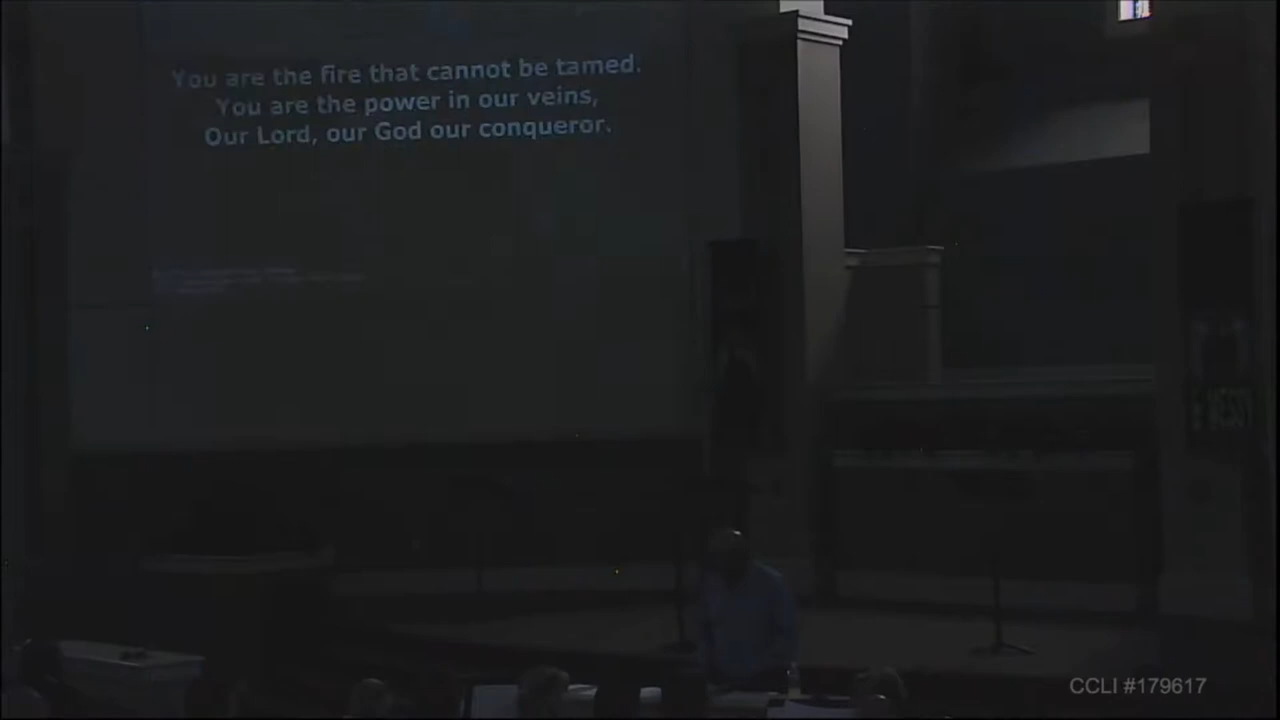 You are the fire that cannot be tamed.
You are the power in our veins,
Our Lord, our God our conqueror.
CCLI #179617